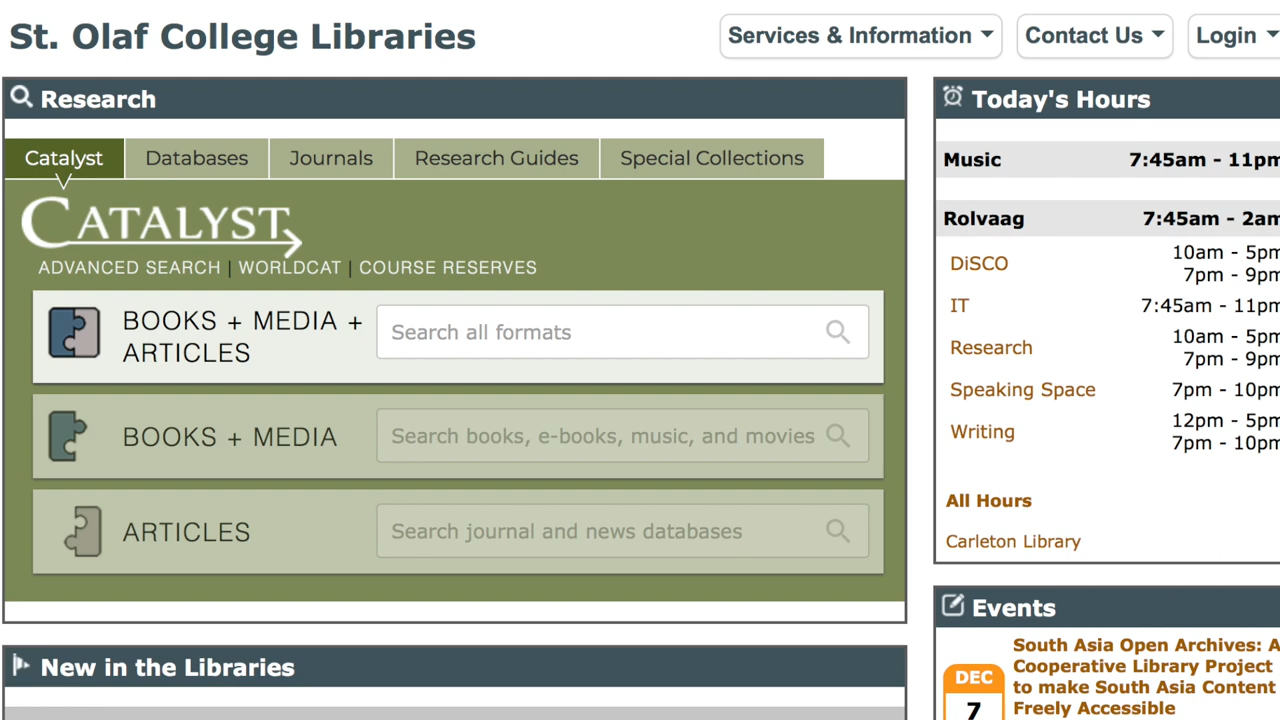 St. Olaf College Libraries
Services & Information
Contact Us
Login
Research
Catalyst
Databases
Journals
Research Guides
Special Collections
CATALYST
ADVANCED SEARCH | WORLDCAT | COURSE RESERVES
BOOKS + MEDIA +
ARTICLES
Search all formats
BOOKS + MEDIA
Search books, e-books, music, and movies
ARTICLES
Search journal and news databases
New in the Libraries
Today's Hours
Music 7:45am - 11pm
Rolvaag 7:45am - 2am
DiSCO 10am - 5pm
7pm - 9pm
IT 7:45am - 11pm
Research 10am - 5pm
7pm - 9pm
Speaking Space 7pm - 10pm
Writing 12pm - 5pm
7pm - 10pm
All Hours
Carleton Library
Events
DEC
7
South Asia Open Archives: A
Cooperative Library Project
to make South Asia Content
Freely Accessible